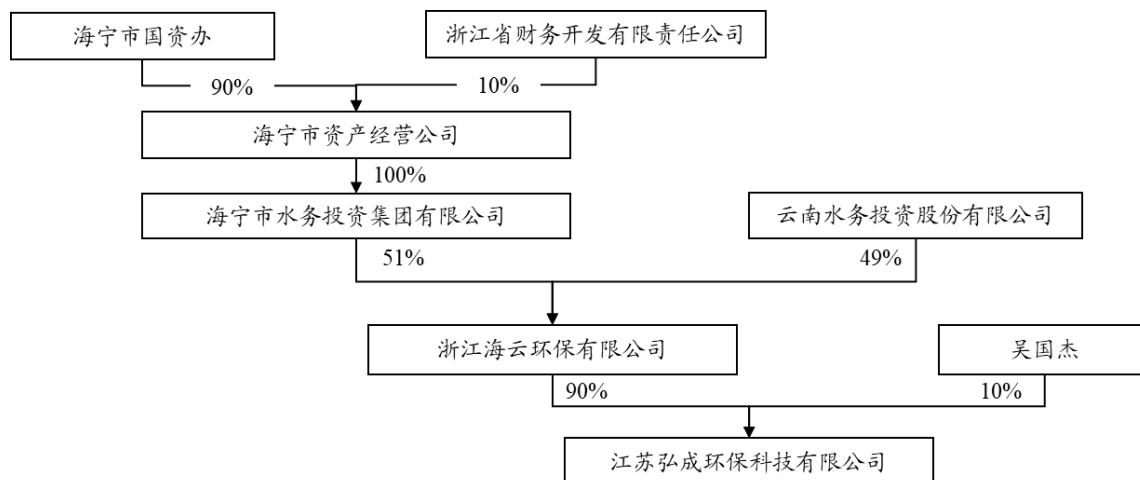 海宁市国资办
浙江省财务开发有限责任公司
90%
10%
海宁市资产经营公司
100%
海宁市水务投资集团有限公司
云南水务投资股份有限公司
51%
49%
浙江海云环保有限公司
吴国杰
90%
10%
江苏弘成环保科技有限公司